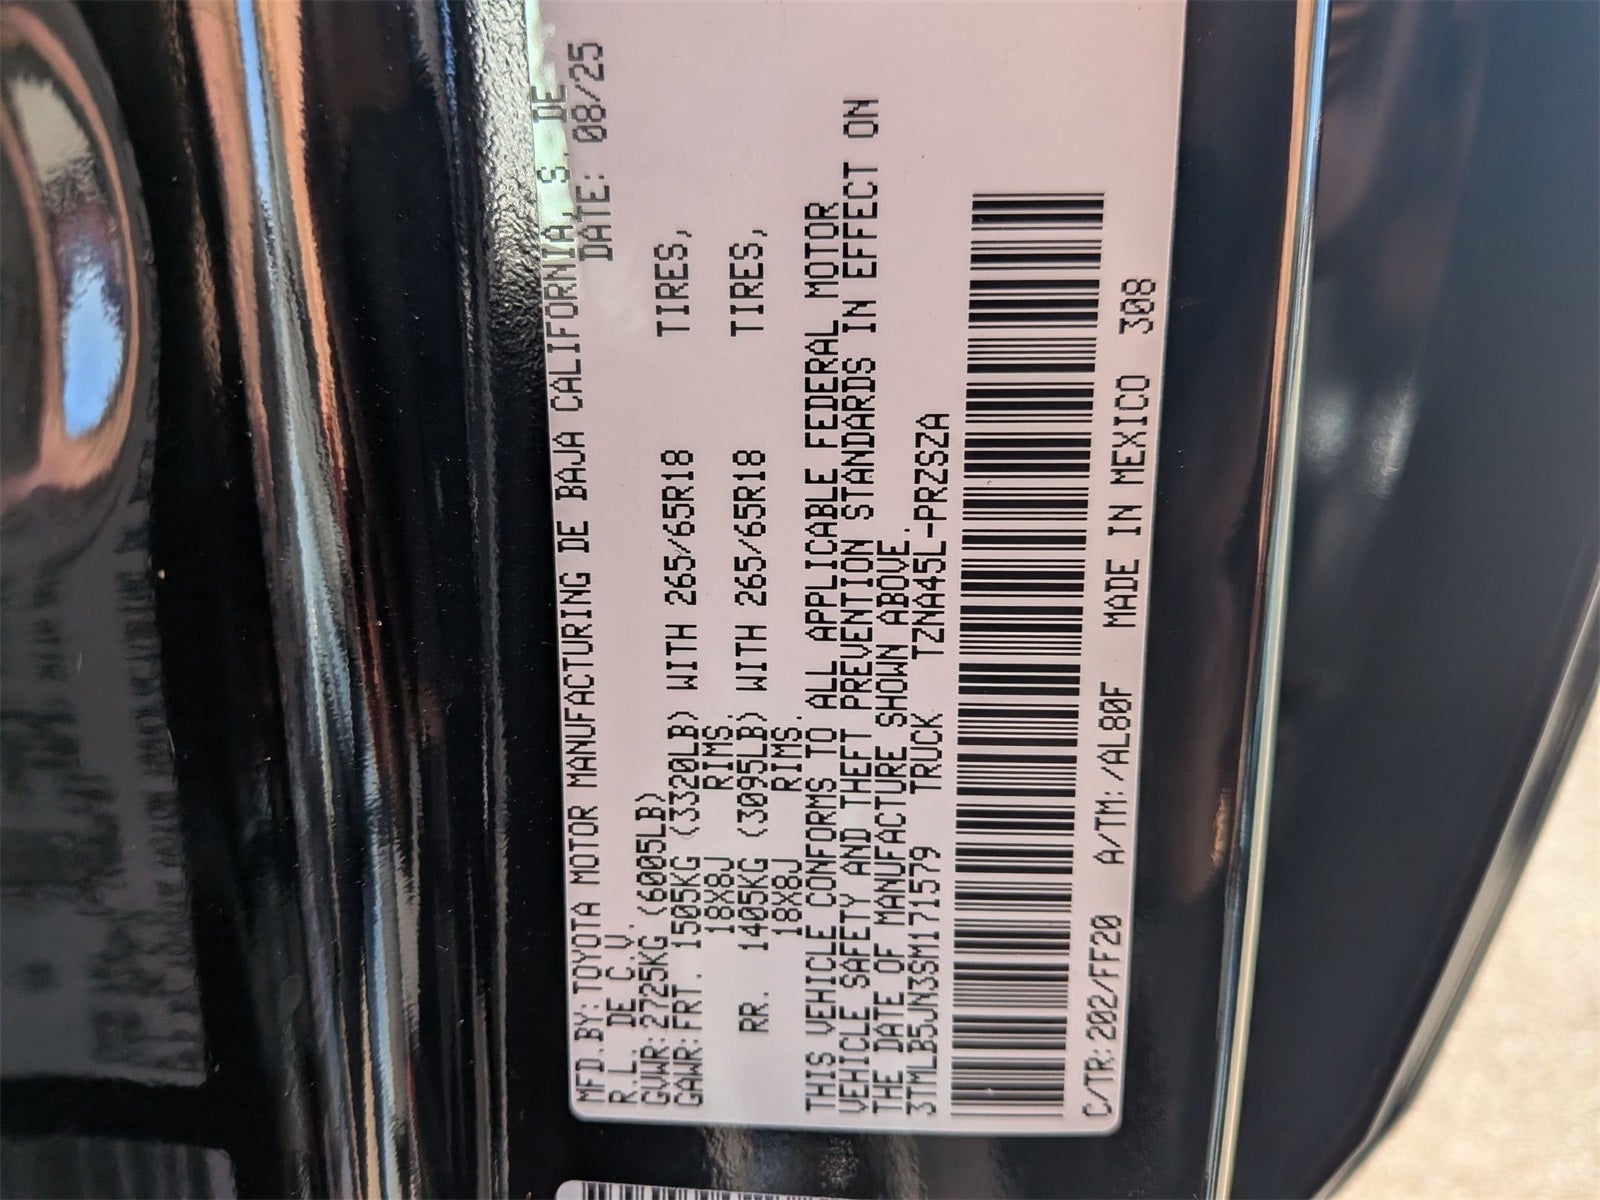 MFD.BY:TOYOTA MOTOR MANUFACTURING DE BAJA CALIFORNIA, S. DE
R.L. DE C.V. DATE: 08/25
GVWR:2725KG (6005LB)
GAWR:FRT. 1505KG (3320LB) WITH 265/65R18 TIRES,
18X8J RIMS.
RR. 1405KG (3095LB) WITH 265/65R18 TIRES,
18X8J RIMS.
THIS VEHICLE CONFORMS TO ALL APPLICABLE FEDERAL MOTOR
VEHICLE SAFETY AND THEFT PREVENTION STANDARDS IN EFFECT ON
THE DATE OF MANUFACTURE SHOWN ABOVE.
3TMLB5JN3SM171579 TRUCK TZNA45L-PRZSZA
C/TR:202/FF20 A/TM:/AL80F MADE IN MEXICO 308